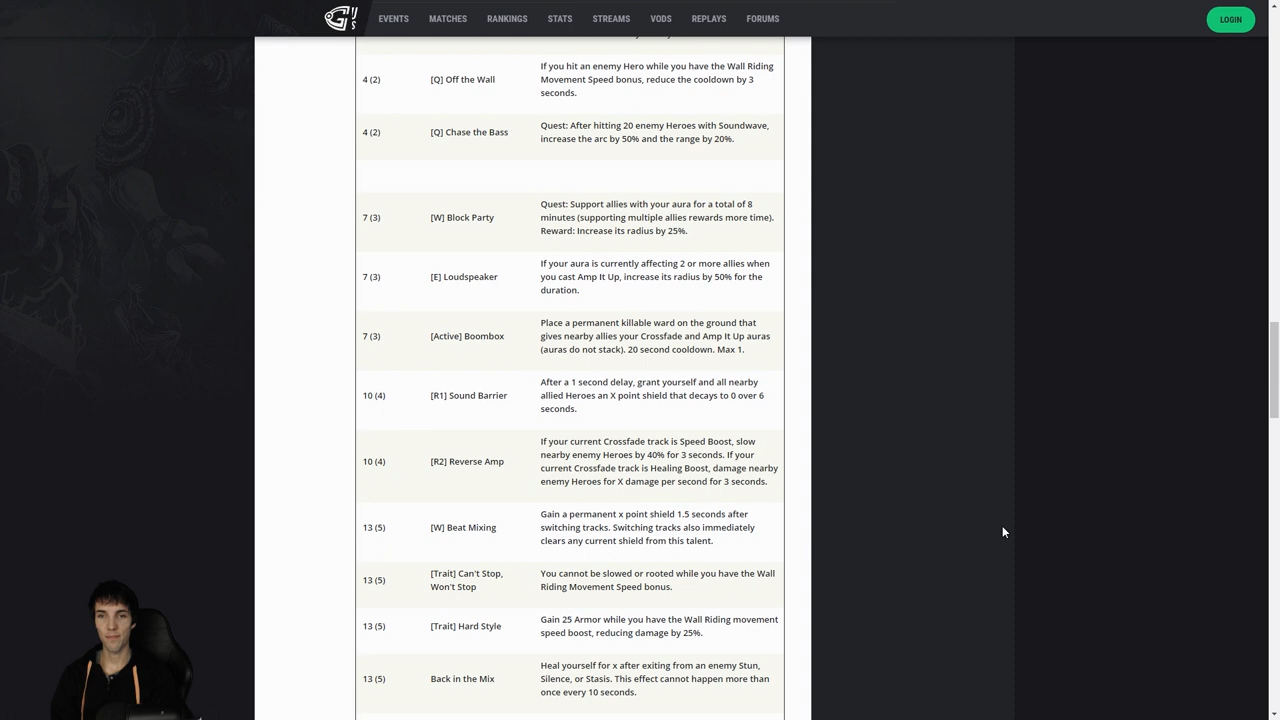 EVENTS MATCHES RANKINGS STATS STREAMS VODS REPLAYS FORUMS LOGIN
4 (2) [Q] Off the Wall
If you hit an enemy Hero while you have the Wall Riding
Movement Speed bonus, reduce the cooldown by 3
seconds.
4 (2) [Q] Chase the Bass
Quest: After hitting 20 enemy Heroes with Soundwave,
increase the arc by 50% and the range by 20%.
7 (3) [W] Block Party
Quest: Support allies with your aura for a total of 8
minutes (supporting multiple allies rewards more time).
Reward: Increase its radius by 25%.
7 (3) [E] Loudspeaker
If your aura is currently affecting 2 or more allies when
you cast Amp It Up, increase its radius by 50% for the
duration.
7 (3) [Active] Boombox
Place a permanent killable ward on the ground that
gives nearby allies your Crossfade and Amp It Up auras
(auras do not stack). 20 second cooldown. Max 1.
10 (4) [R1] Sound Barrier
After a 1 second delay, grant yourself and all nearby
allied Heroes an X point shield that decays to 0 over 6
seconds.
10 (4) [R2] Reverse Amp
If your current Crossfade track is Speed Boost, slow
nearby enemy Heroes by 40% for 3 seconds. If your
current Crossfade track is Healing Boost, damage nearby
enemy Heroes for X damage per second for 3 seconds.
13 (5) [W] Beat Mixing
Gain a permanent x point shield 1.5 seconds after
switching tracks. Switching tracks also immediately
clears any current shield from this talent.
13 (5) [Trait] Can't Stop,
Won't Stop
You cannot be slowed or rooted while you have the Wall
Riding Movement Speed bonus.
13 (5) [Trait] Hard Style
Gain 25 Armor while you have the Wall Riding movement
speed boost, reducing damage by 25%.
13 (5) Back in the Mix
Heal yourself for x after exiting from an enemy Stun,
Silence, or Stasis. This effect cannot happen more than
once every 10 seconds.